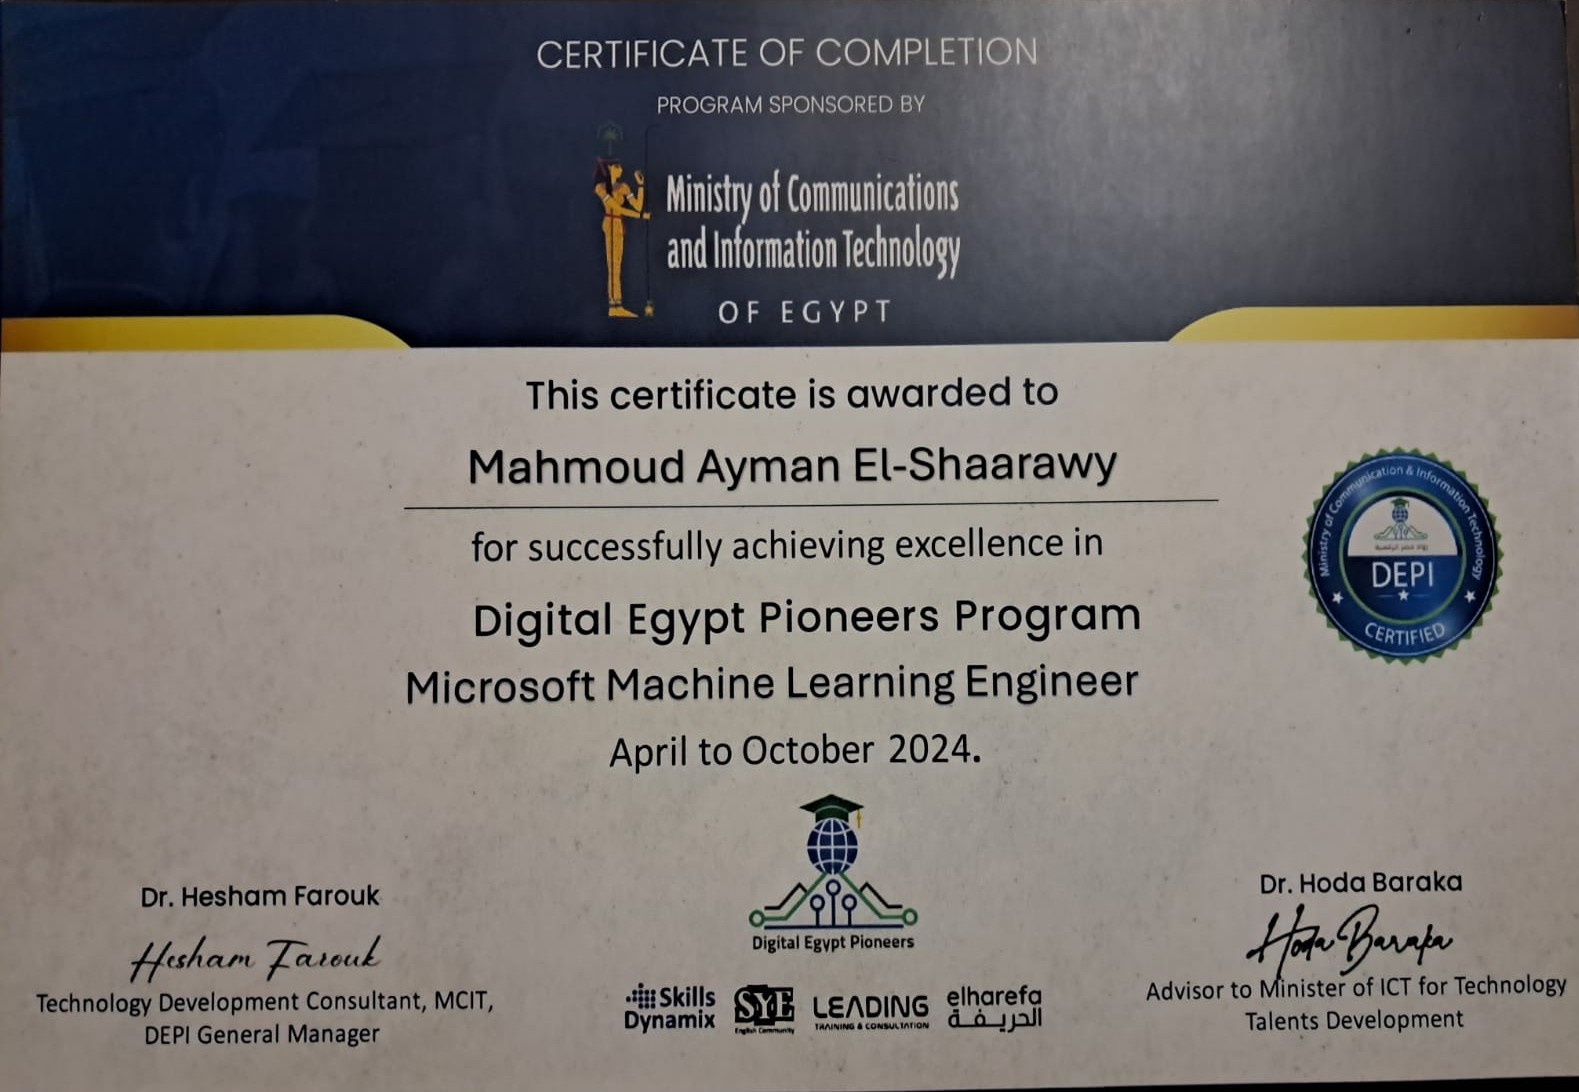 CERTIFICATE OF COMPLETION
PROGRAM SPONSORED BY
Ministry of Communications
and Information Technology
OF EGYPT
This certificate is awarded to
Mahmoud Ayman El-Shaarawy
for successfully achieving excellence in
Digital Egypt Pioneers Program
Microsoft Machine Learning Engineer
April to October 2024.
Ministry of Communication & Information Technology
رواد مصر الرقمية
DEPI
CERTIFIED
Digital Egypt Pioneers
Dr. Hesham Farouk
Hesham Farouk
Technology Development Consultant, MCIT,
DEPI General Manager
Skills
Dynamix
SYE
English Community
LEADING
TRAINING & CONSULTATION
elharefa
الحريفة
Dr. Hoda Baraka
Hoda Baraka
Advisor to Minister of ICT for Technology
Talents Development